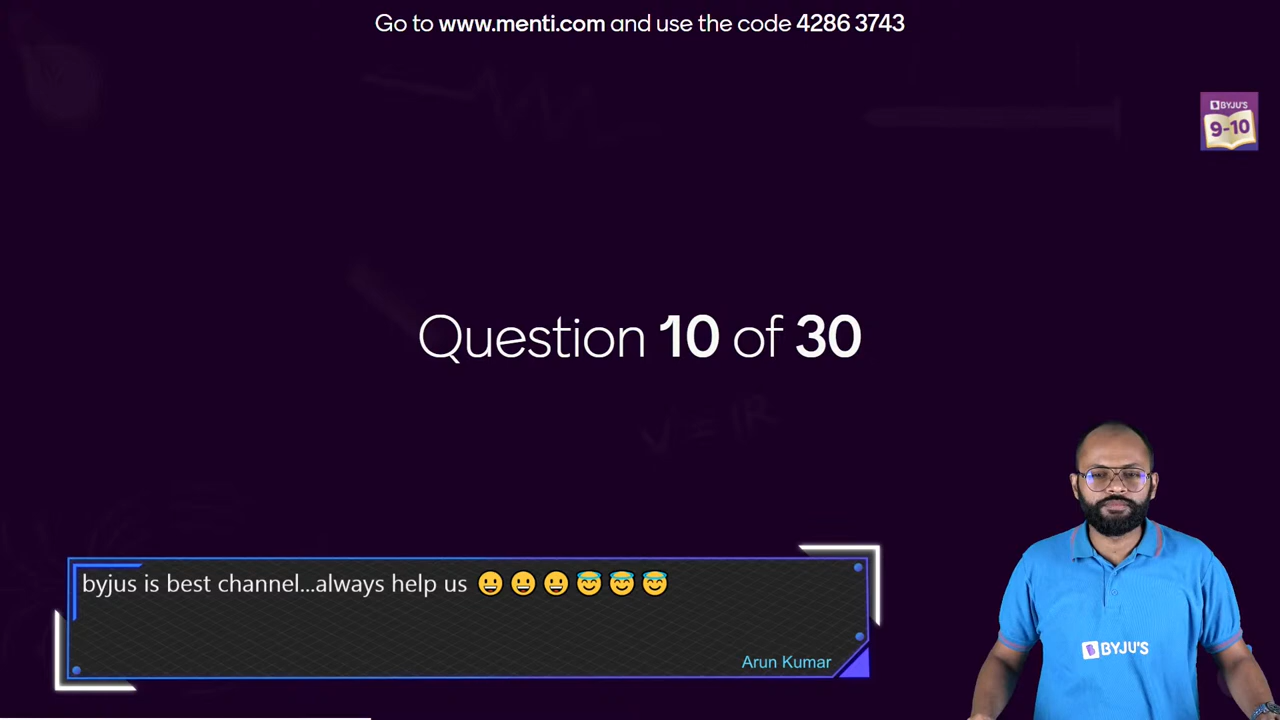 Go to www.menti.com and use the code 4286 3743
BYJU'S
9-10
Question 10 of 30
V = IR
byjus is best channel...always help us 😀😀😀😇😇😇
Arun Kumar
BYJU'S